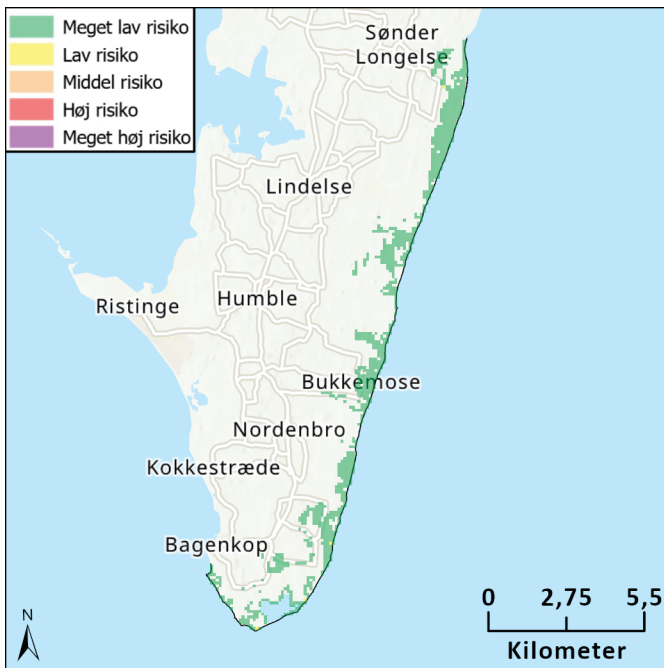 Meget lav risiko
Lav risiko
Middel risiko
Høj risiko
Meget høj risiko
Sønder
Longelse
Lindelse
Ristinge
Humble
Bukkemose
Nordenbro
Kokkestræde
Bagenkop
N
0 2,75 5,5
Kilometer